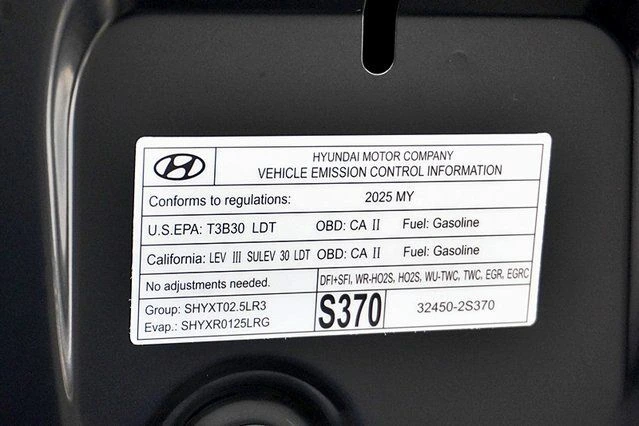 HYUNDAI MOTOR COMPANY
VEHICLE EMISSION CONTROL INFORMATION
Conforms to regulations: 2025 MY
U.S.EPA: T3B30 LDT OBD: CA II Fuel: Gasoline
California: LEV III SULEV 30 LDT OBD: CA II Fuel: Gasoline
No adjustments needed. DFI+SFI, WR-HO2S, HO2S, WU-TWC, TWC, EGR, EGRC
Group: SHYXT02.5LR3
Evap.: SHYXR0125LRG
S370
32450-2S370